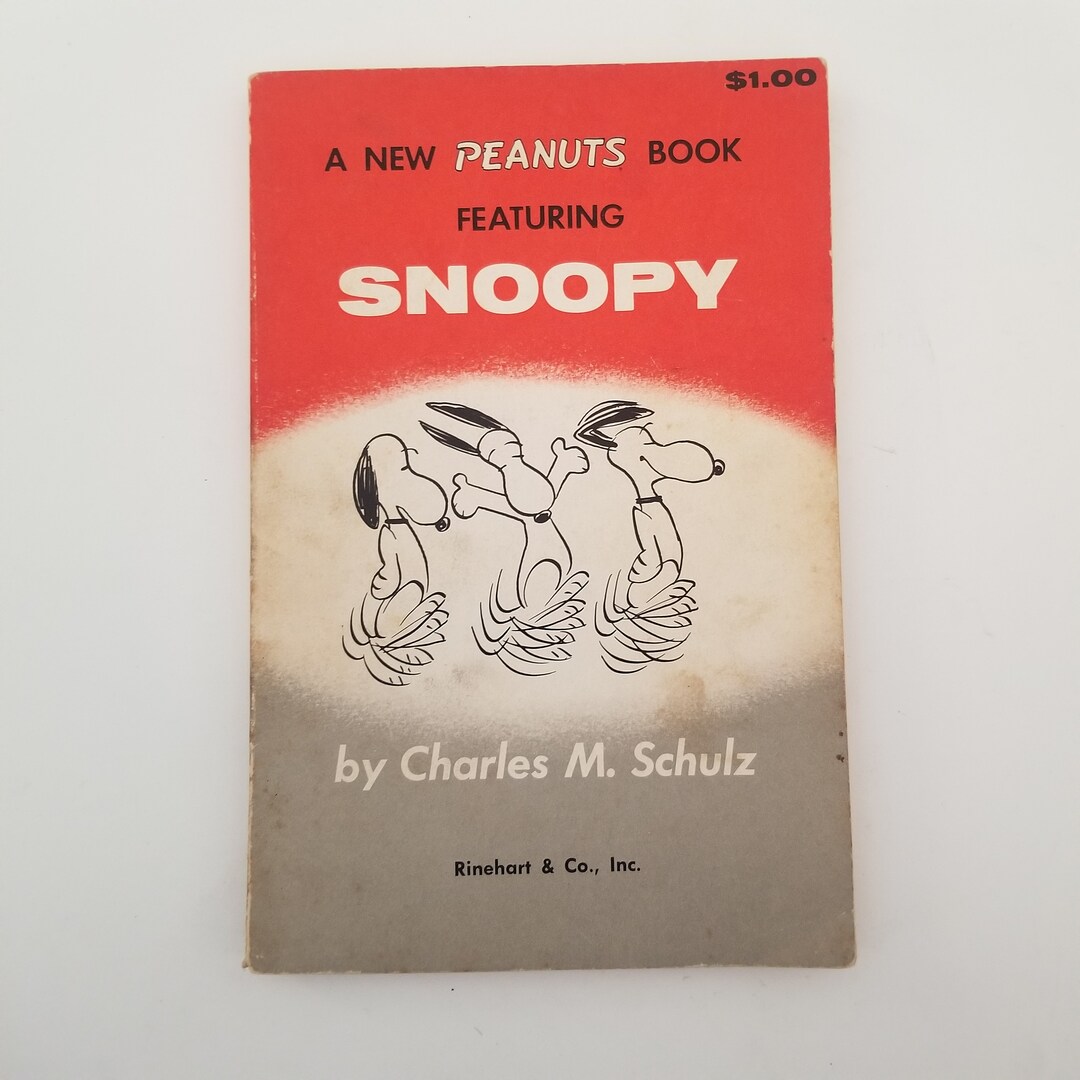 $1.00
A NEW PEANUTS BOOK
FEATURING
SNOOPY
by Charles M. Schulz
Rinehart & Co., Inc.